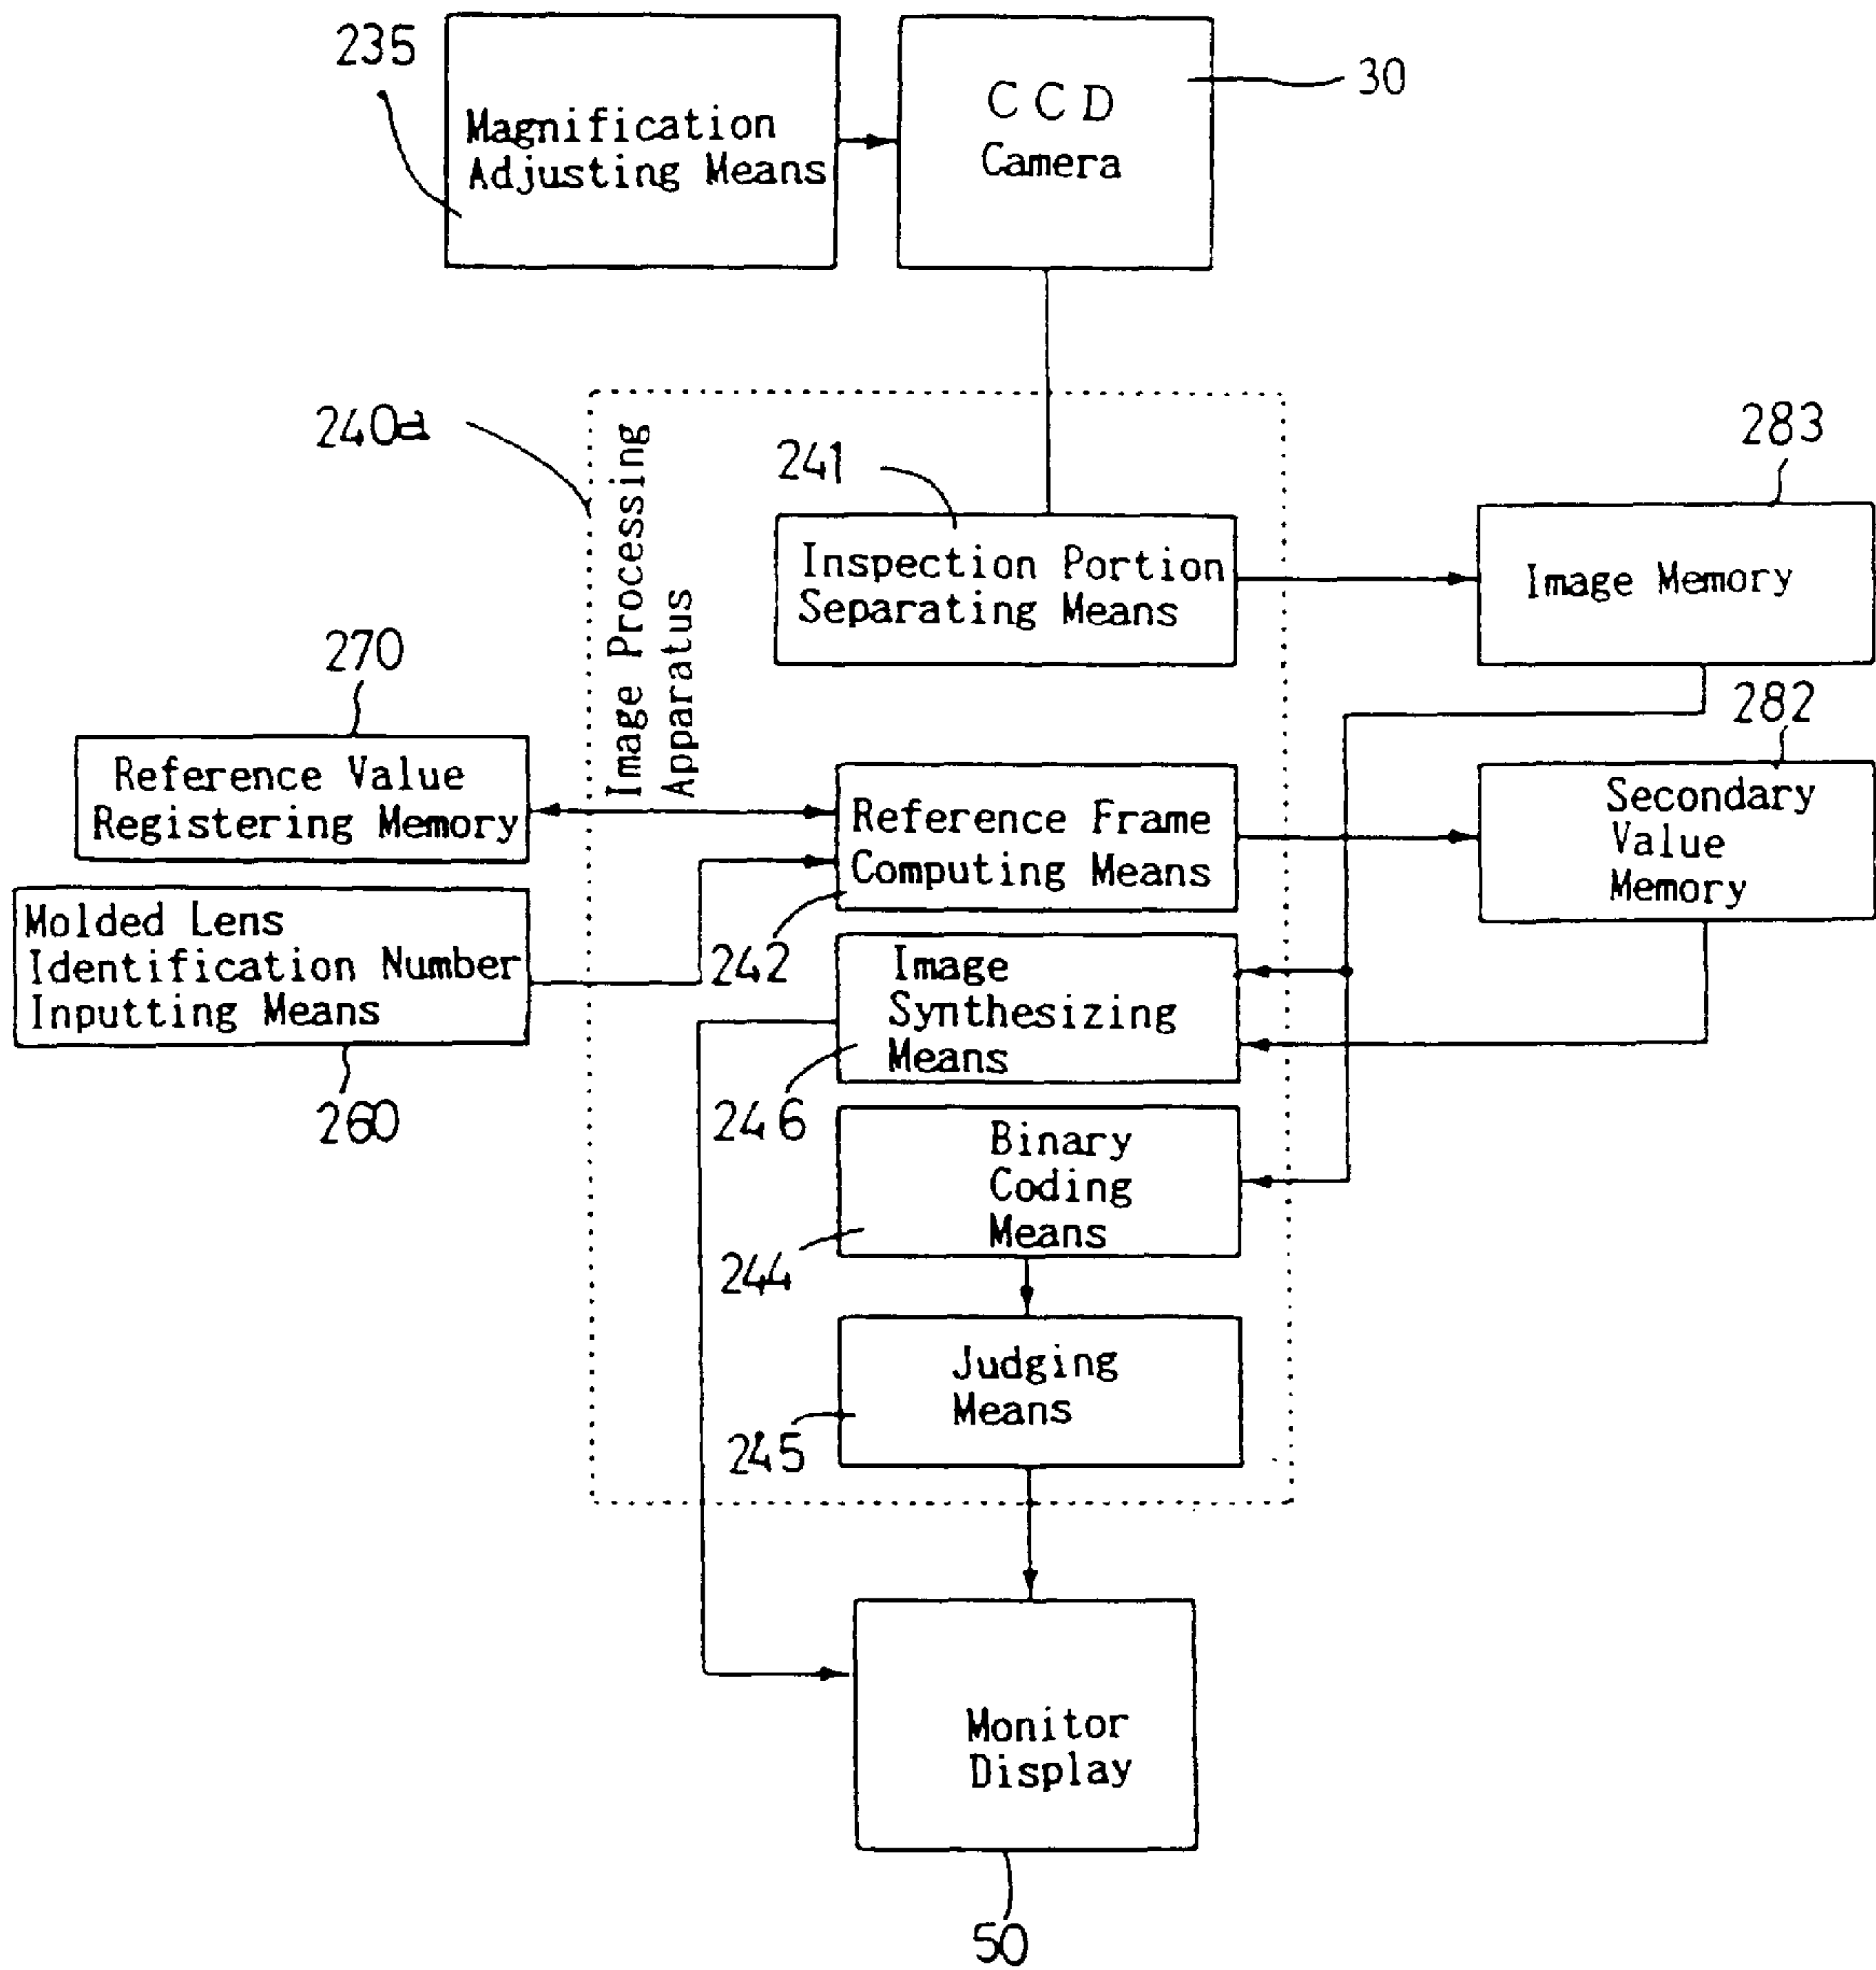 235
Magnification
Adjusting Means
CCD
Camera
30
240a
Image Processing
Apparatus
241
Inspection Portion
Separating Means
283
Image Memory
270
Reference Value
Registering Memory
282
Secondary
Value
Memory
Reference Frame
Computing Means
242
Molded Lens
Identification Number
Inputting Means
260
Image
Synthesizing
Means
246
Binary
Coding
Means
244
Judging
Means
245
Monitor
Display
50